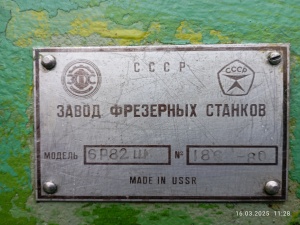 СССР
СССР
ЗАВОД ФРЕЗЕРНЫХ СТАНКОВ
МОДЕЛЬ 6Р82Ш №
MADE IN USSR
16.03.2025 11:28